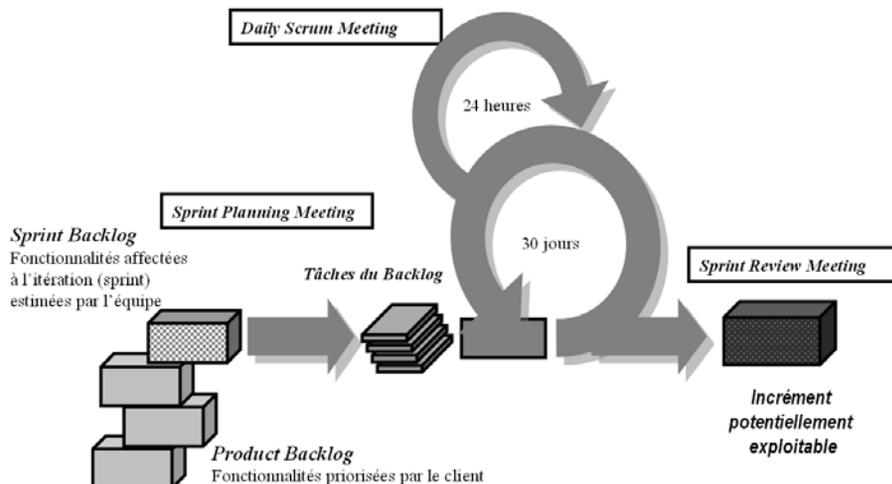 Daily Scrum Meeting
24 heures
Sprint Planning Meeting
Sprint Backlog
Fonctionnalités affectées
à l'itération (sprint)
estimées par l'équipe
30 jours
Tâches du Backlog
Sprint Review Meeting
Incrément
potentiellement
exploitable
Product Backlog
Fonctionnalités priorisées par le client